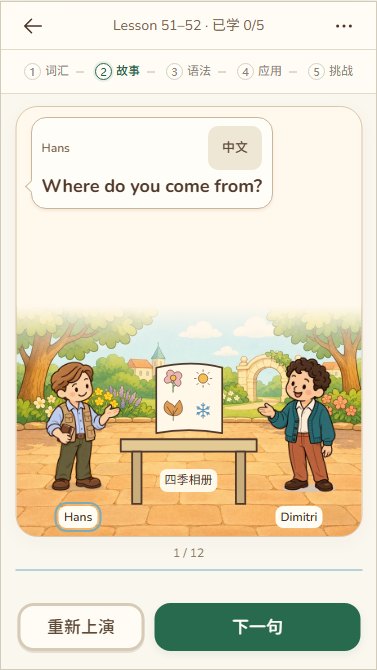 Lesson 51–52 · 已学 0/5
1 词汇 2 故事 3 语法 4 应用 5 挑战
Hans
中文
Where do you come from?
四季相册
Hans
Dimitri
1 / 12
重新上演
下一句